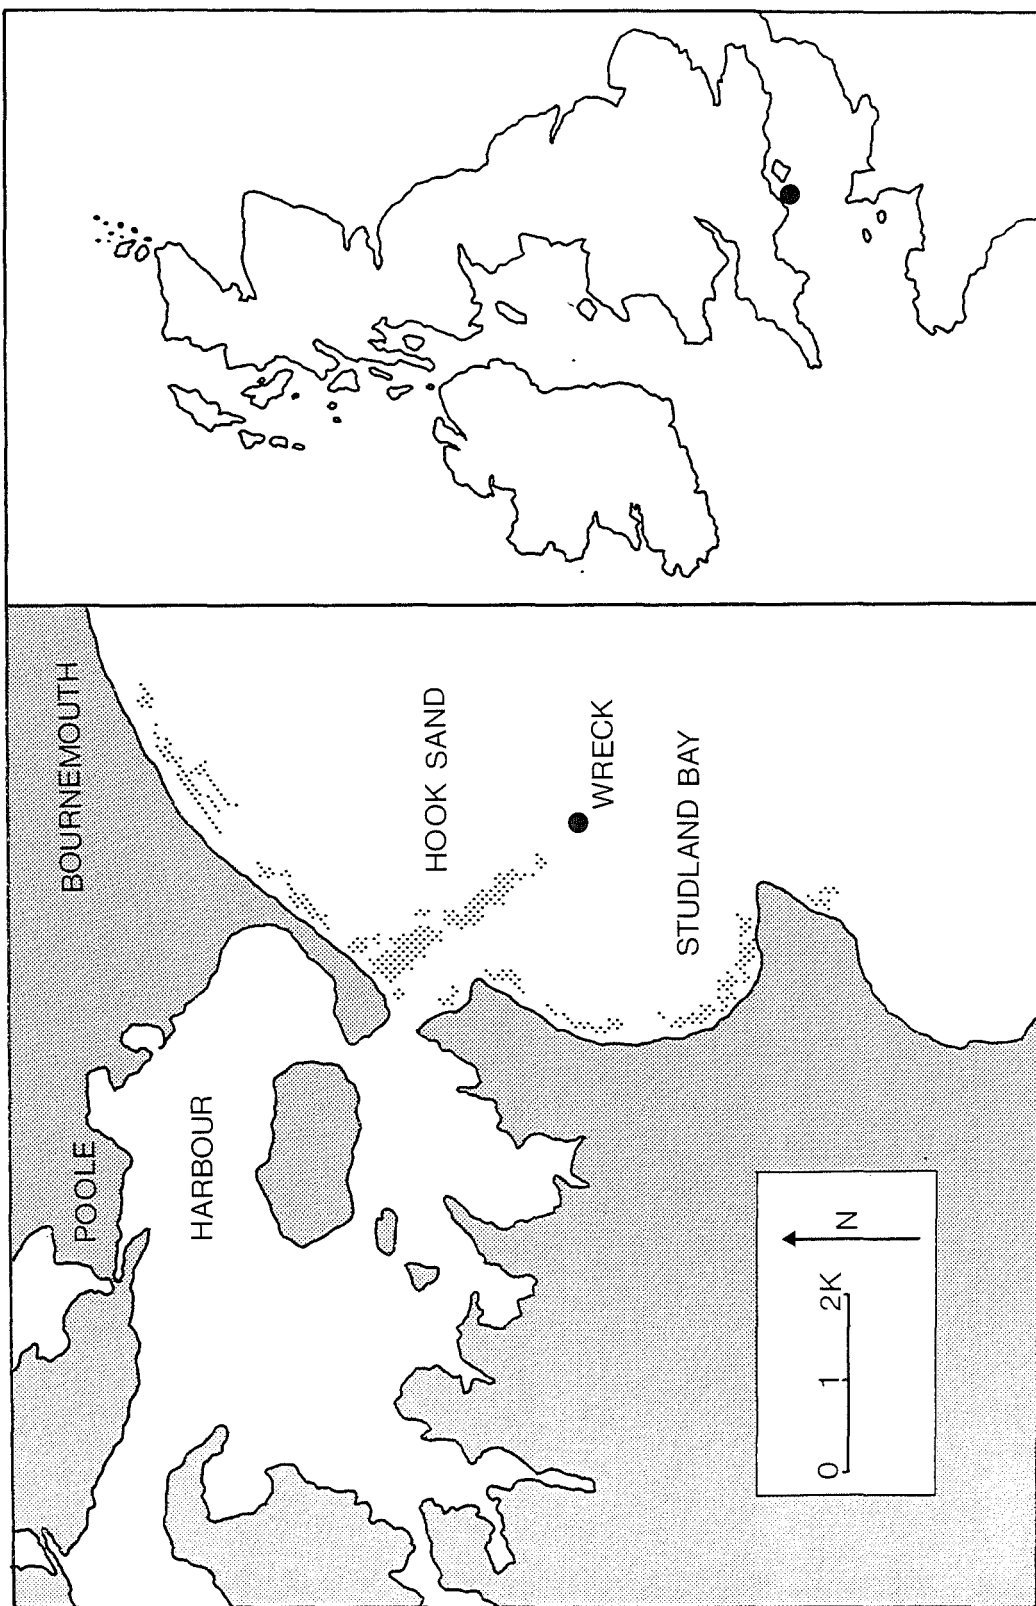 BOURNEMOUTH
POOLE
HARBOUR
HOOK SAND
WRECK
STUDLAND BAY
N
0 1 2K